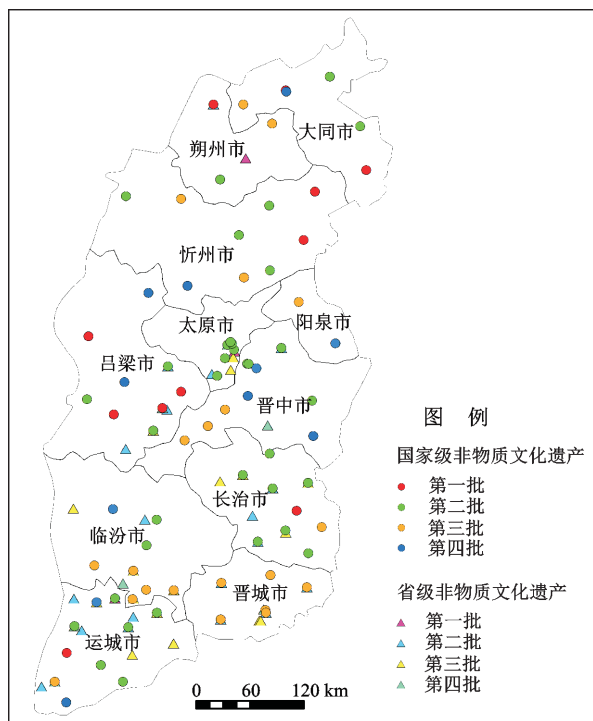 大同市
朔州市
忻州市
太原市
阳泉市
吕梁市
晋中市
长治市
临汾市
晋城市
运城市
图 例
国家级非物质文化遗产
第一批
第二批
第三批
第四批
省级非物质文化遗产
第一批
第二批
第三批
第四批
0 60 120 km